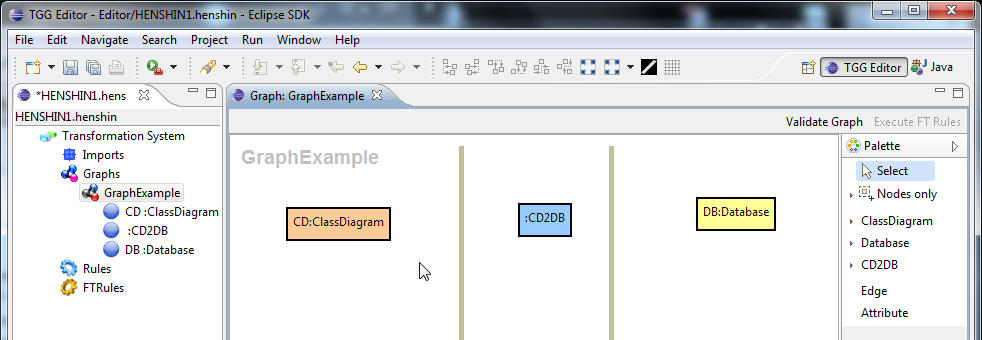 TGG Editor - Editor/HENSHIN1.henshin - Eclipse SDK
File Edit Navigate Search Project Run Window Help
TGG Editor Java
*HENSHIN1.hens Graph: GraphExample
HENSHIN1.henshin
Validate Graph Execute FT Rules
Transformation System
Imports
Graphs
GraphExample
CD :ClassDiagram
:CD2DB
DB :Database
Rules
FTRules
GraphExample
CD:ClassDiagram
:CD2DB
DB:Database
Palette
Select
Nodes only
ClassDiagram
Database
CD2DB
Edge
Attribute